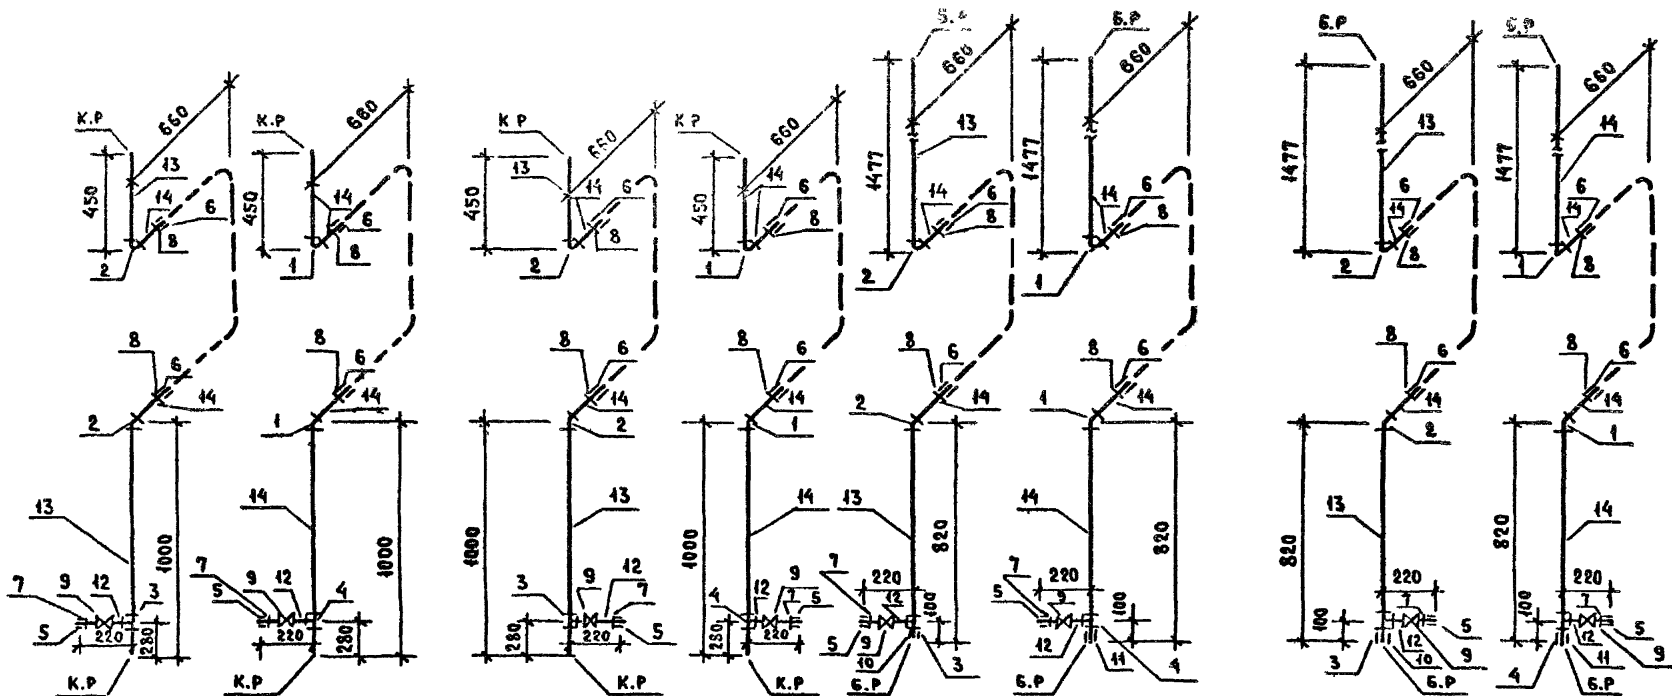 К.Р 660 450 13 14 6 8 2
К.Р 660 450 14 6 8 1
К.Р 660 450 13 14 6 8 2
К.Р 660 450 14 6 8 1
660 1477 13 14 6 8 2
Б.Р 660 1477 14 6 8 1
Б.Р 660 1477 13 6 14 8 2
Б.Р 660 1477 14 6 14 8 1
8 6 14 2 13 1000 7 9 12 3 5 220 280 К.Р
8 6 14 1 14 1000 7 9 12 5 4 220 280 К.Р
8 6 14 2 13 1000 3 9 12 7 280 220 5 К.Р
8 6 14 1 14 1000 4 12 9 7 5 280 220 К.Р
8 6 14 2 13 820 7 220 12 100 5 9 10 3 Б.Р
8 6 14 1 14 820 7 220 5 9 100 12 11 4 Б.Р
8 6 14 2 13 820 220 100 7 5 12 3 10 9 Б.Р
8 6 14 1 14 820 220 100 7 5 12 4 11 9 Б.Р